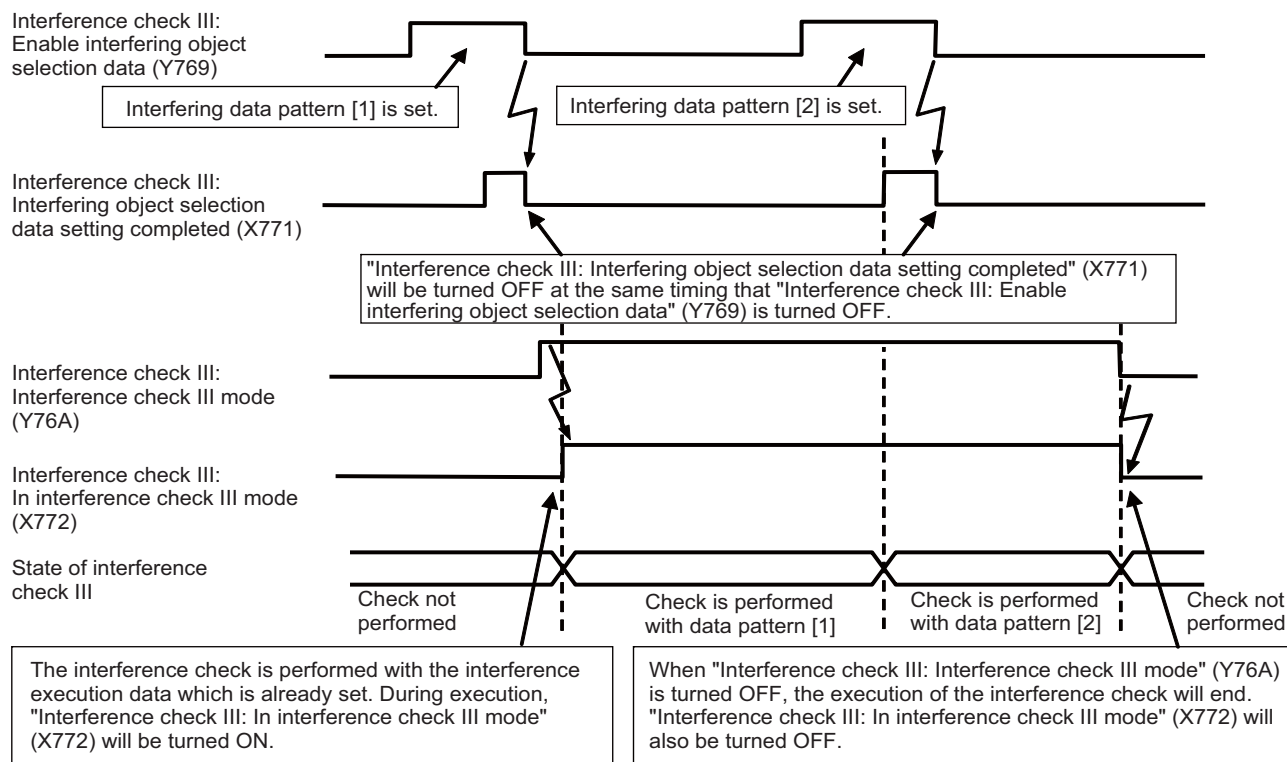 Interference check III:
Enable interfering object
selection data (Y769)
Interfering data pattern [1] is set.
Interfering data pattern [2] is set.
Interference check III:
Interfering object selection
data setting completed (X771)
"Interference check III: Interfering object selection data setting completed" (X771)
will be turned OFF at the same timing that "Interference check III: Enable
interfering object selection data" (Y769) is turned OFF.
Interference check III:
Interference check III mode
(Y76A)
Interference check III:
In interference check III mode
(X772)
State of interference
check III
Check not
performed
Check is performed
with data pattern [1]
Check is performed
with data pattern [2]
Check not
performed
The interference check is performed with the interference
execution data which is already set. During execution,
"Interference check III: In interference check III mode"
(X772) will be turned ON.
When "Interference check III: Interference check III mode" (Y76A)
is turned OFF, the execution of the interference check will end.
"Interference check III: In interference check III mode" (X772) will
also be turned OFF.